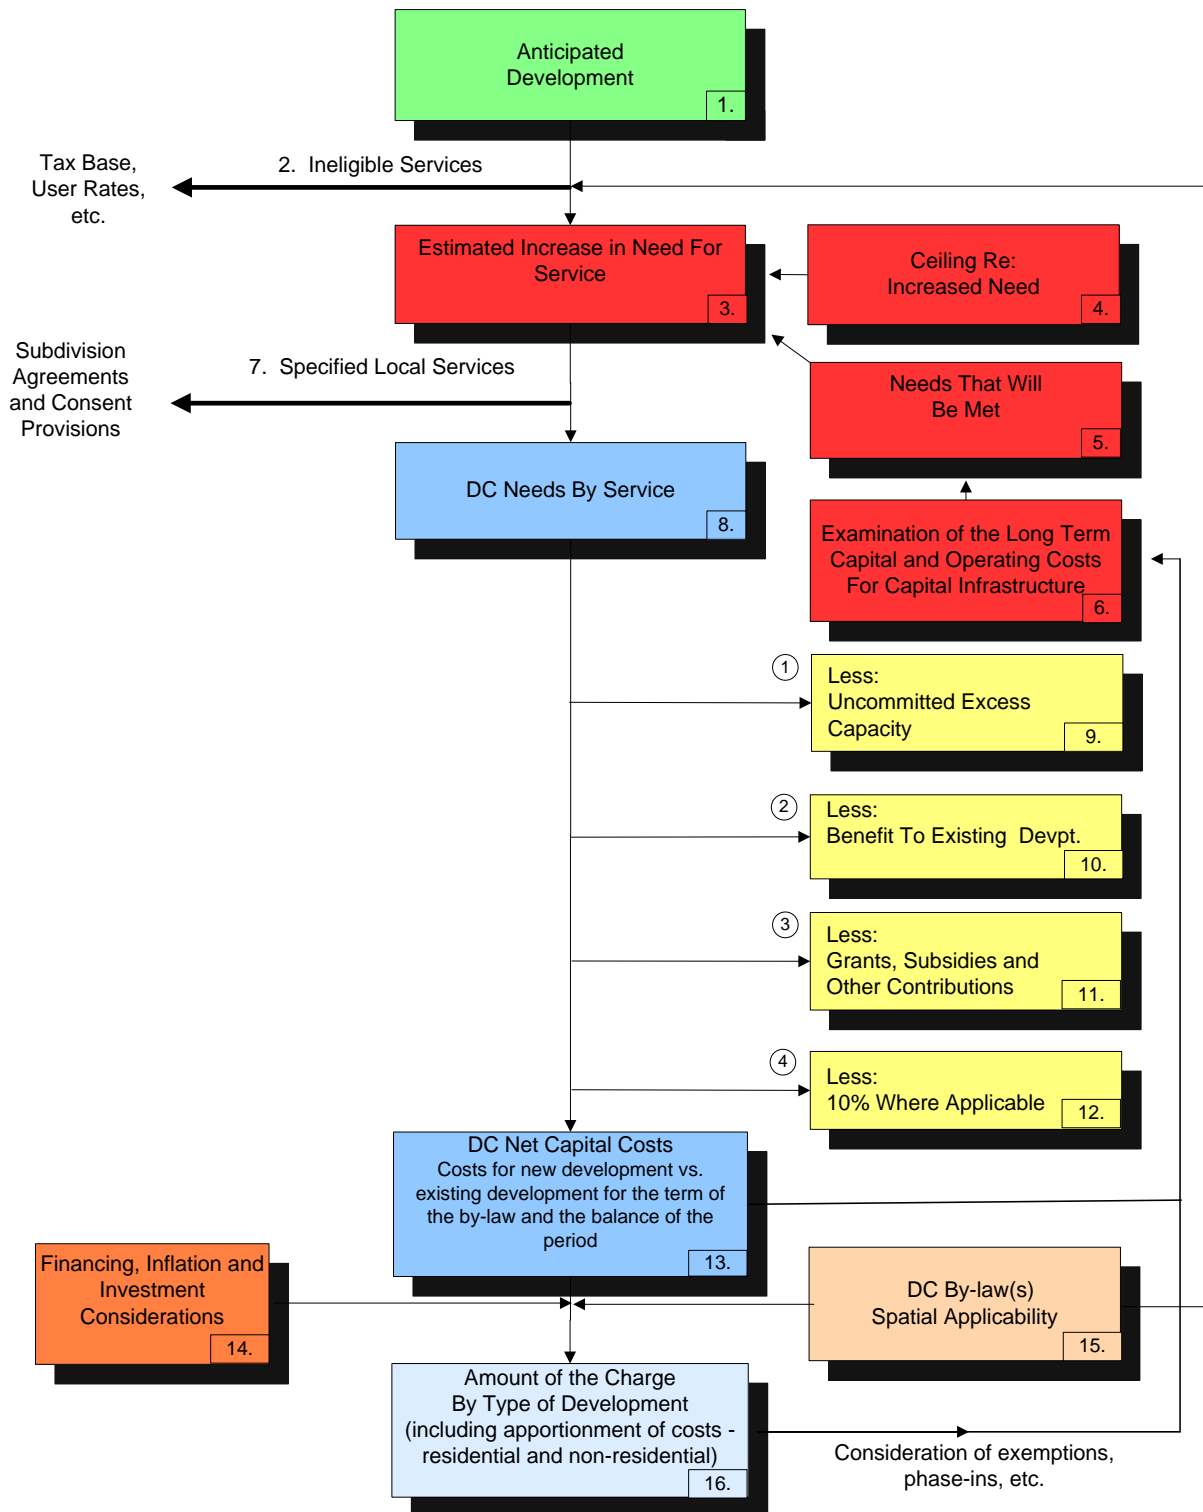 Anticipated
Development
1.
Tax Base,
User Rates,
etc.
2. Ineligible Services
Estimated Increase in Need For
Service
3.
Ceiling Re:
Increased Need
4.
Subdivision
Agreements
and Consent
Provisions
7. Specified Local Services
Needs That Will
Be Met
5.
DC Needs By Service
8.
Examination of the Long Term
Capital and Operating Costs
For Capital Infrastructure
6.
1
Less:
Uncommitted Excess
Capacity
9.
2
Less:
Benefit To Existing Devpt.
10.
3
Less:
Grants, Subsidies and
Other Contributions
11.
4
Less:
10% Where Applicable
12.
DC Net Capital Costs
Costs for new development vs.
existing development for the term of
the by-law and the balance of the
period
13.
Financing, Inflation and
Investment
Considerations
14.
DC By-law(s)
Spatial Applicability
15.
Amount of the Charge
By Type of Development
(including apportionment of costs -
residential and non-residential)
16.
Consideration of exemptions,
phase-ins, etc.